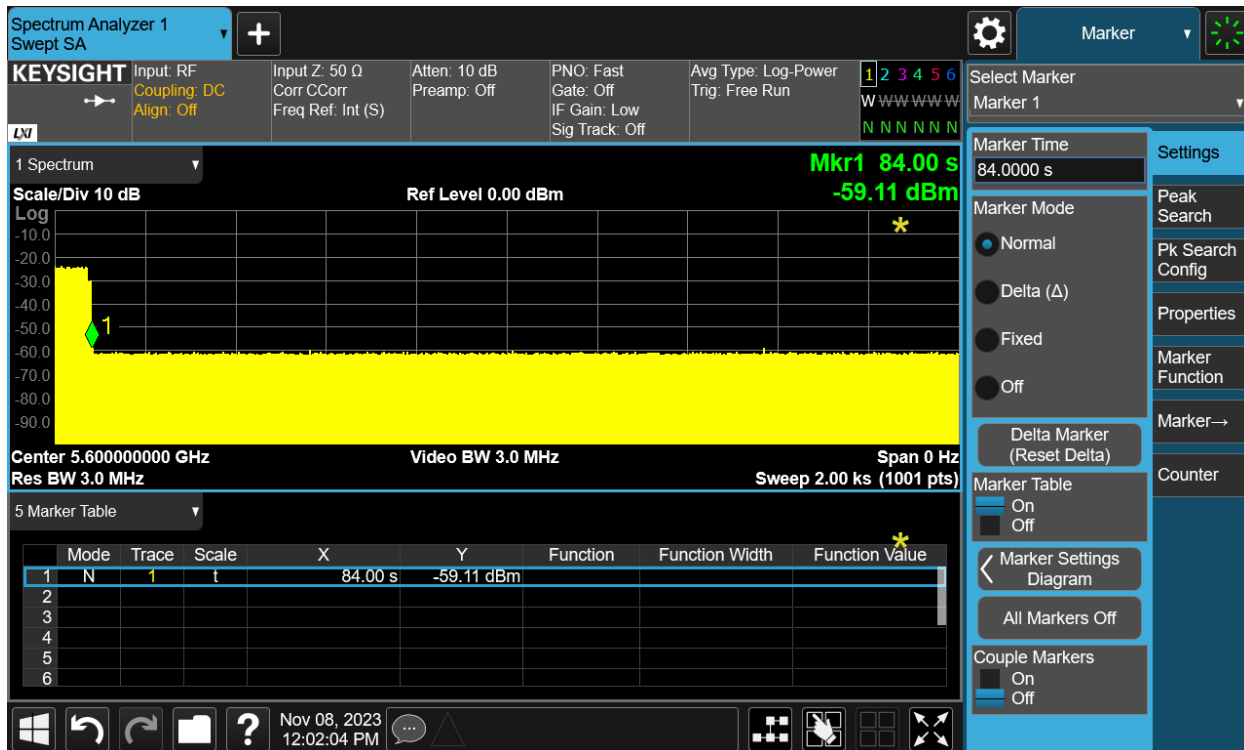 Spectrum Analyzer 1
Swept SA
+
Marker
KEYSIGHT
LXI
Input: RF
Coupling: DC
Align: Off
Input Z: 50 Ω
Corr CCorr
Freq Ref: Int (S)
Atten: 10 dB
Preamp: Off
PNO: Fast
Gate: Off
IF Gain: Low
Sig Track: Off
Avg Type: Log-Power
Trig: Free Run
1 2 3 4 5 6
W W W W W W
N N N N N N
Select Marker
Marker 1
1 Spectrum
Mkr1 84.00 s
-59.11 dBm
Scale/Div 10 dB
Ref Level 0.00 dBm
Log
-10.0
-20.0
-30.0
-40.0
-50.0
-60.0
-70.0
-80.0
-90.0
*
1
Center 5.600000000 GHz
Video BW 3.0 MHz
Span 0 Hz
Res BW 3.0 MHz
Sweep 2.00 ks (1001 pts)
5 Marker Table
*
Mode Trace Scale X Y Function Function Width Function Value
1 N 1 t 84.00 s -59.11 dBm
2
3
4
5
6
Marker Time
84.0000 s
Marker Mode
Normal
Delta (Δ)
Fixed
Off
Delta Marker
(Reset Delta)
Marker Table
On
Off
Marker Settings
Diagram
All Markers Off
Couple Markers
On
Off
Settings
Peak
Search
Pk Search
Config
Properties
Marker
Function
Marker→
Counter
?
Nov 08, 2023
12:02:04 PM